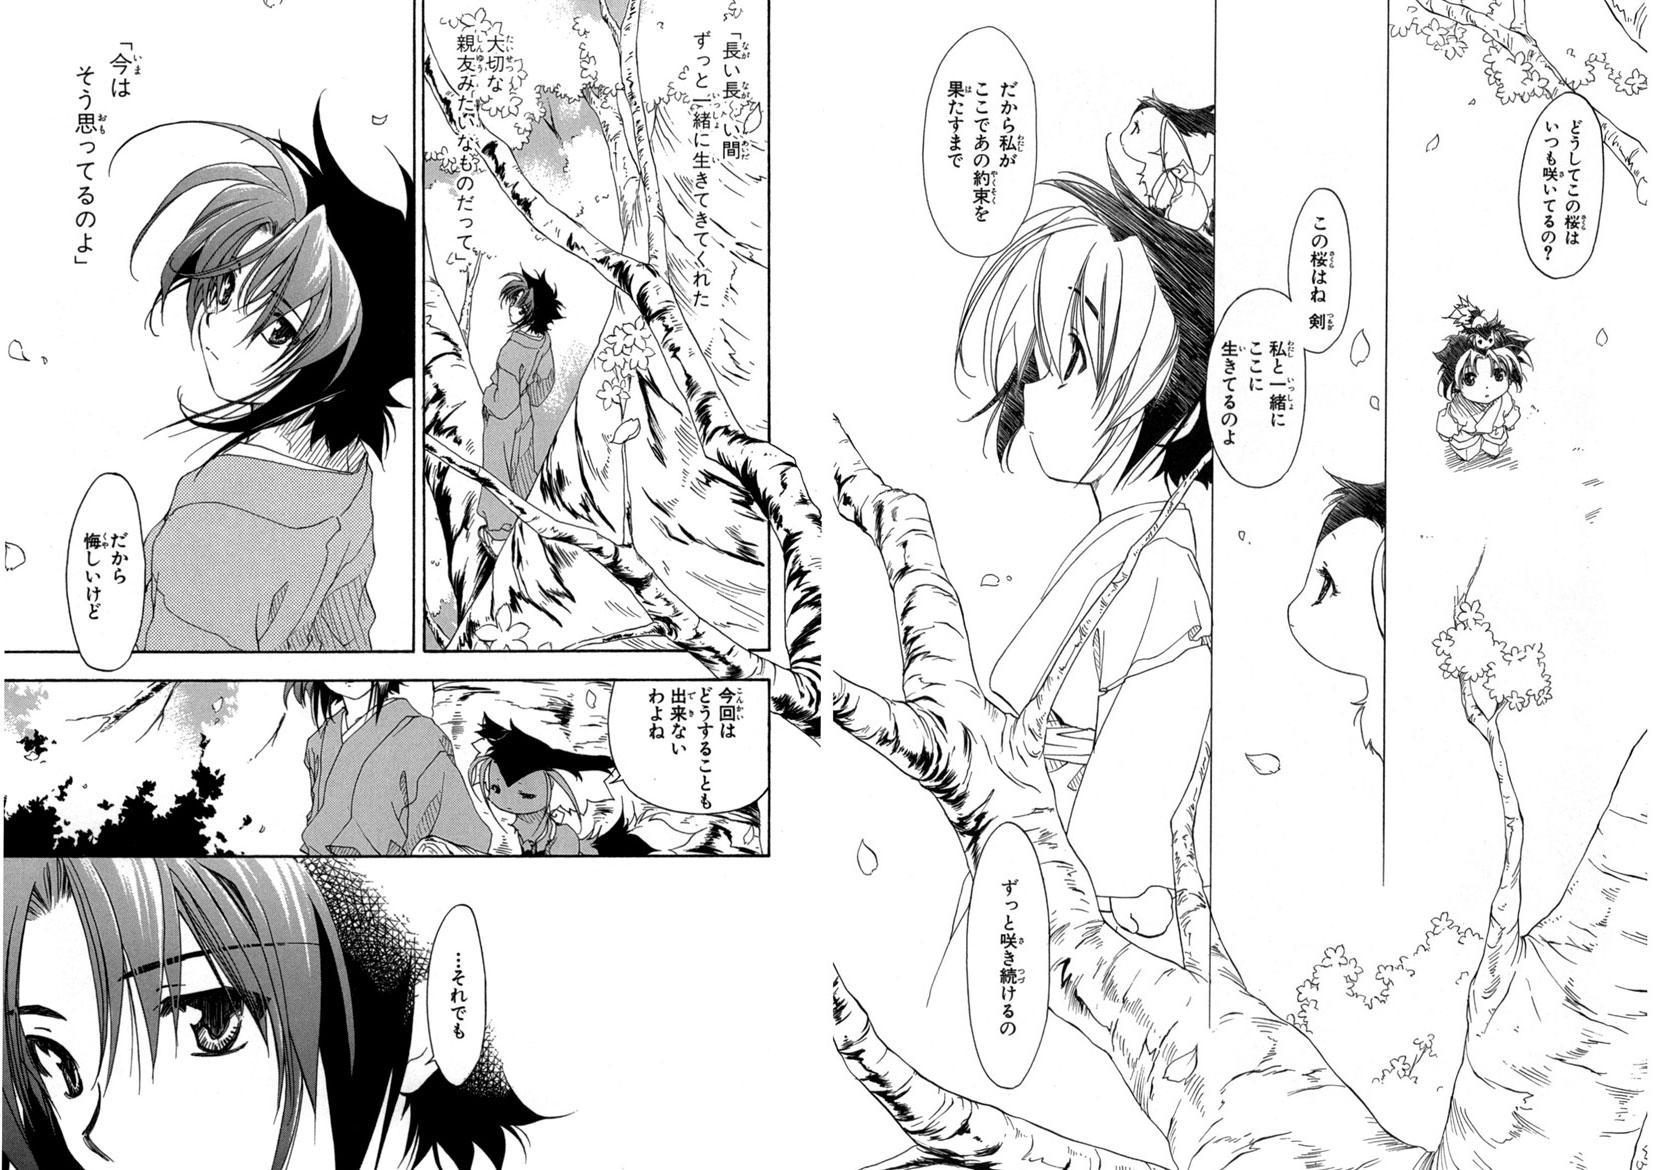 どうしてこの桜は
いつも咲いてるの?
この桜はね 剣
私と一緒に
ここに
生きてるのよ
だから私が
ここであの約束を
果たすまで
ずっと咲き続けるの
「長い長〜い間
ずっと一緒に生きてきてくれた
大切な
親友みたいなものだって」
「今は
そう思ってるのよ」
だから
悔しいけど
今回は
どうすることも
出来ない
わよね
…それでも